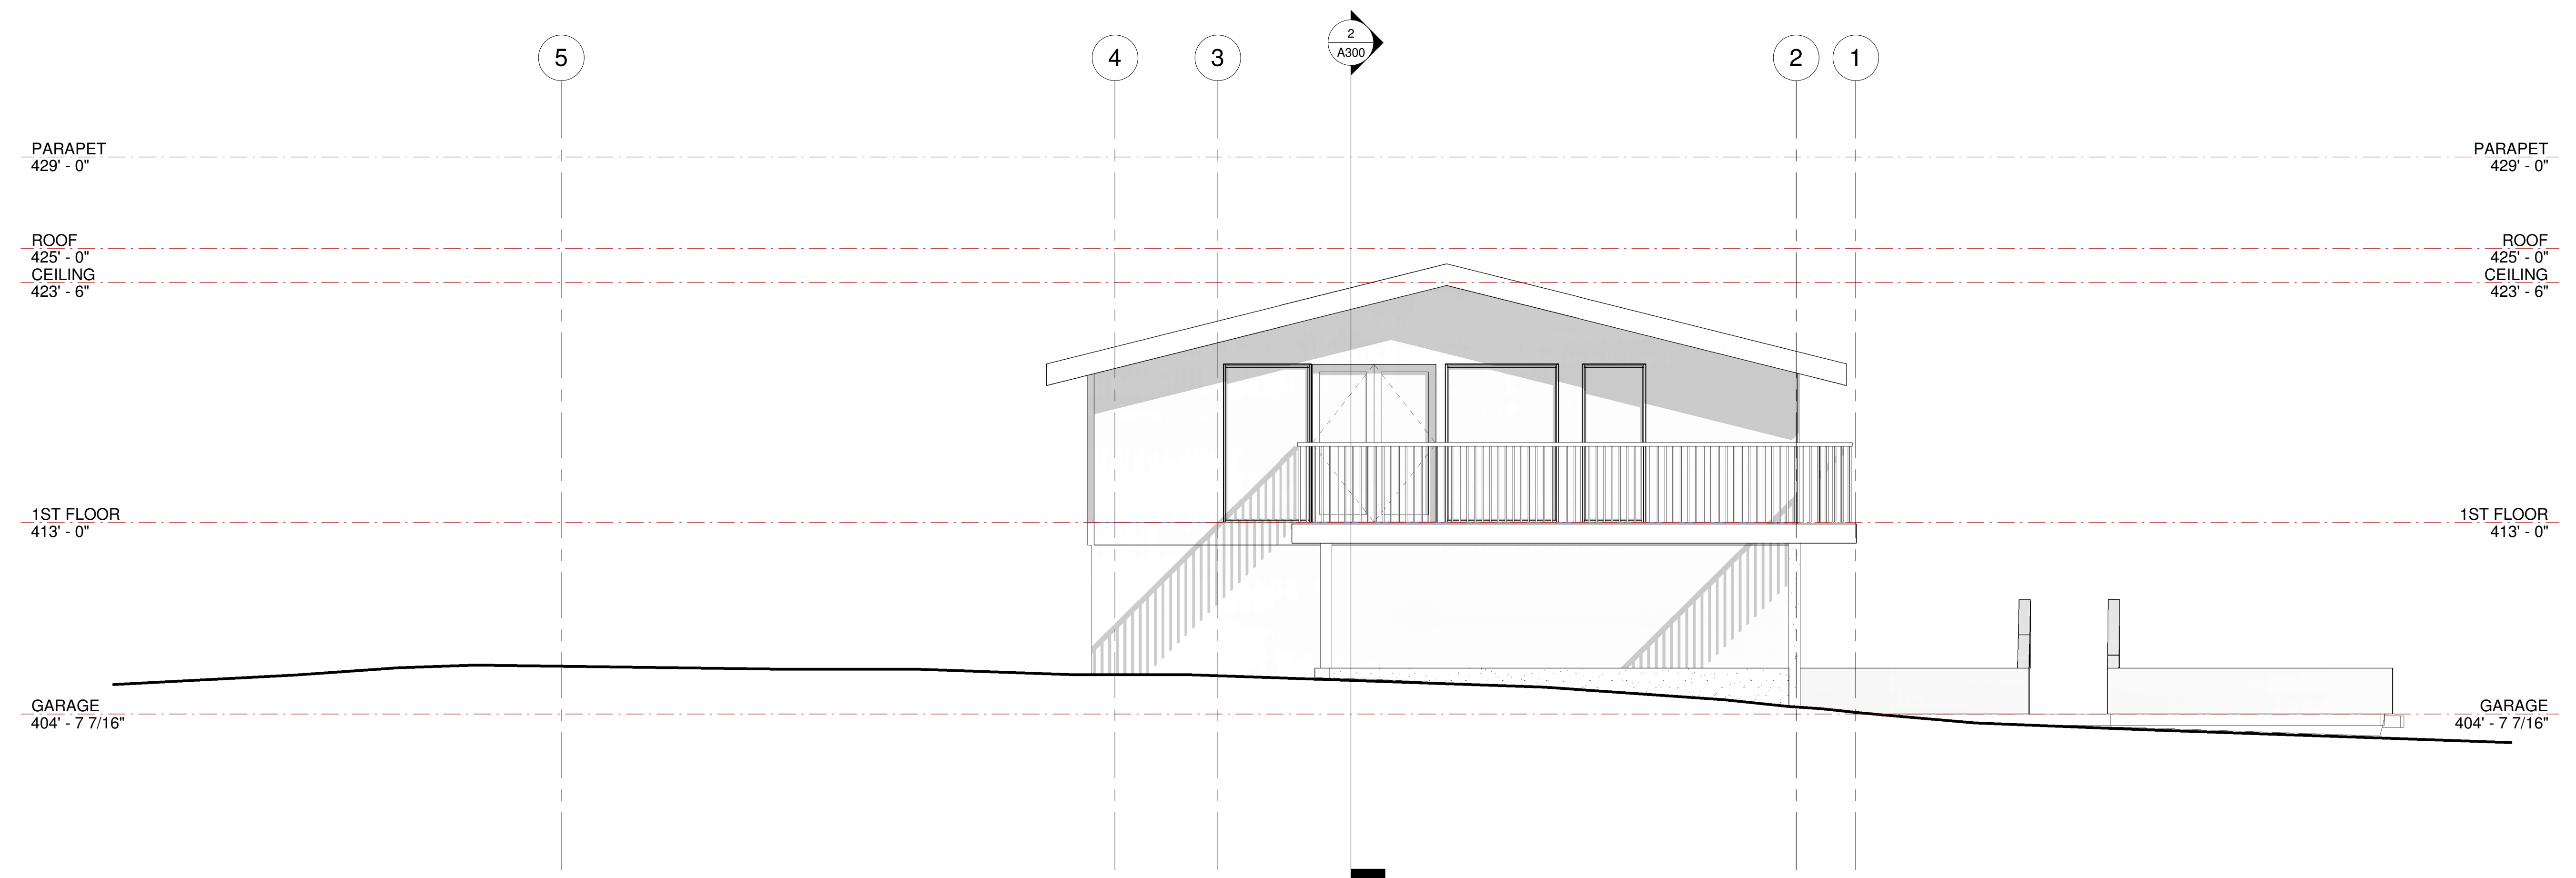 5
4
3
2
A300
2
1
PARAPET
429' - 0"
PARAPET
429' - 0"
ROOF
425' - 0"
ROOF
425' - 0"
CEILING
423' - 6"
CEILING
423' - 6"
1ST FLOOR
413' - 0"
1ST FLOOR
413' - 0"
GARAGE
404' - 7 7/16"
GARAGE
404' - 7 7/16"